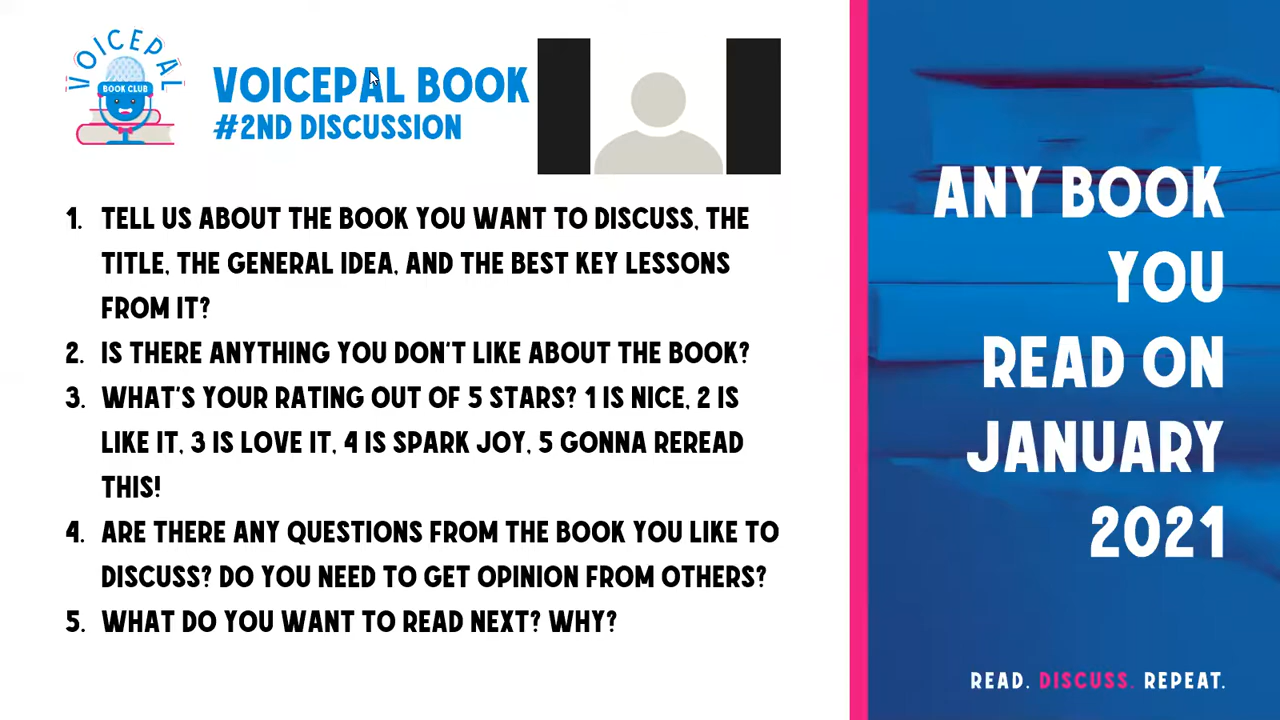 VOICEPAL
BOOK CLUB
VOICEPAL BOOK
#2ND DISCUSSION
1. TELL US ABOUT THE BOOK YOU WANT TO DISCUSS, THE
TITLE, THE GENERAL IDEA, AND THE BEST KEY LESSONS
FROM IT?
2. IS THERE ANYTHING YOU DON'T LIKE ABOUT THE BOOK?
3. WHAT'S YOUR RATING OUT OF 5 STARS? 1 IS NICE, 2 IS
LIKE IT, 3 IS LOVE IT, 4 IS SPARK JOY, 5 GONNA REREAD
THIS!
4. ARE THERE ANY QUESTIONS FROM THE BOOK YOU LIKE TO
DISCUSS? DO YOU NEED TO GET OPINION FROM OTHERS?
5. WHAT DO YOU WANT TO READ NEXT? WHY?
ANY BOOK
YOU
READ ON
JANUARY
2021
READ. DISCUSS. REPEAT.